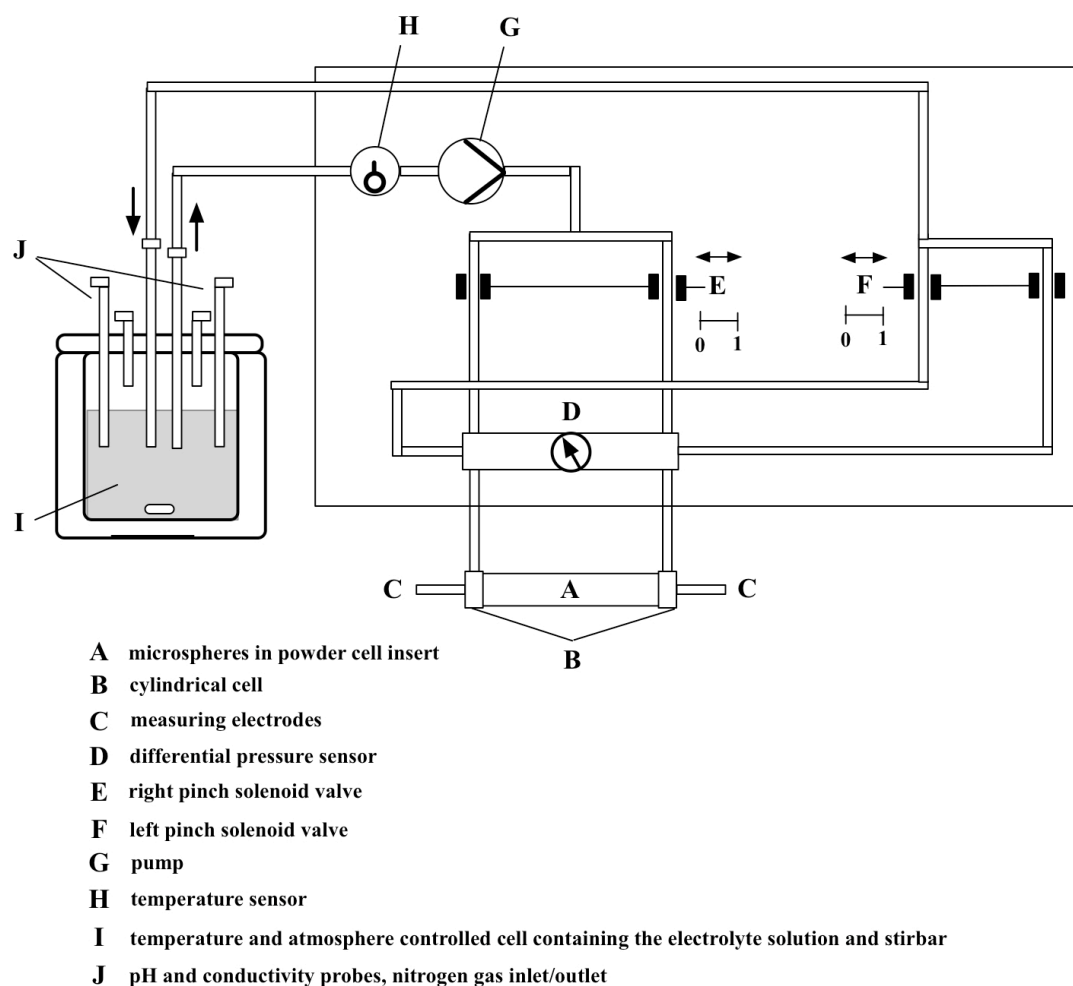 H G
J
E F
0 1 0 1
D
I
C A C
B
A microspheres in powder cell insert
B cylindrical cell
C measuring electrodes
D differential pressure sensor
E right pinch solenoid valve
F left pinch solenoid valve
G pump
H temperature sensor
I temperature and atmosphere controlled cell containing the electrolyte solution and stirbar
J pH and conductivity probes, nitrogen gas inlet/outlet